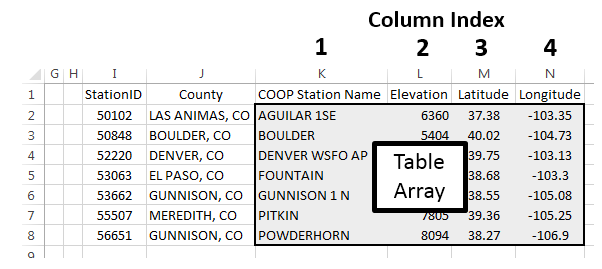 Column Index
1 2 3 4
G H I J K L M N
1 StationID County COOP Station Name Elevation Latitude Longitude
2 50102 LAS ANIMAS, CO AGUILAR 1SE 6360 37.38 -103.35
3 50848 BOULDER, CO BOULDER 5404 40.02 -104.73
4 52220 DENVER, CO DENVER WSFO AP 39.75 -103.13
5 53063 EL PASO, CO FOUNTAIN 38.68 -103.3
6 53662 GUNNISON, CO GUNNISON 1 N 38.55 -105.08
7 55507 MEREDITH, CO PITKIN 7805 39.36 -105.25
8 56651 GUNNISON, CO POWDERHORN 8094 38.27 -106.9
Table
Array